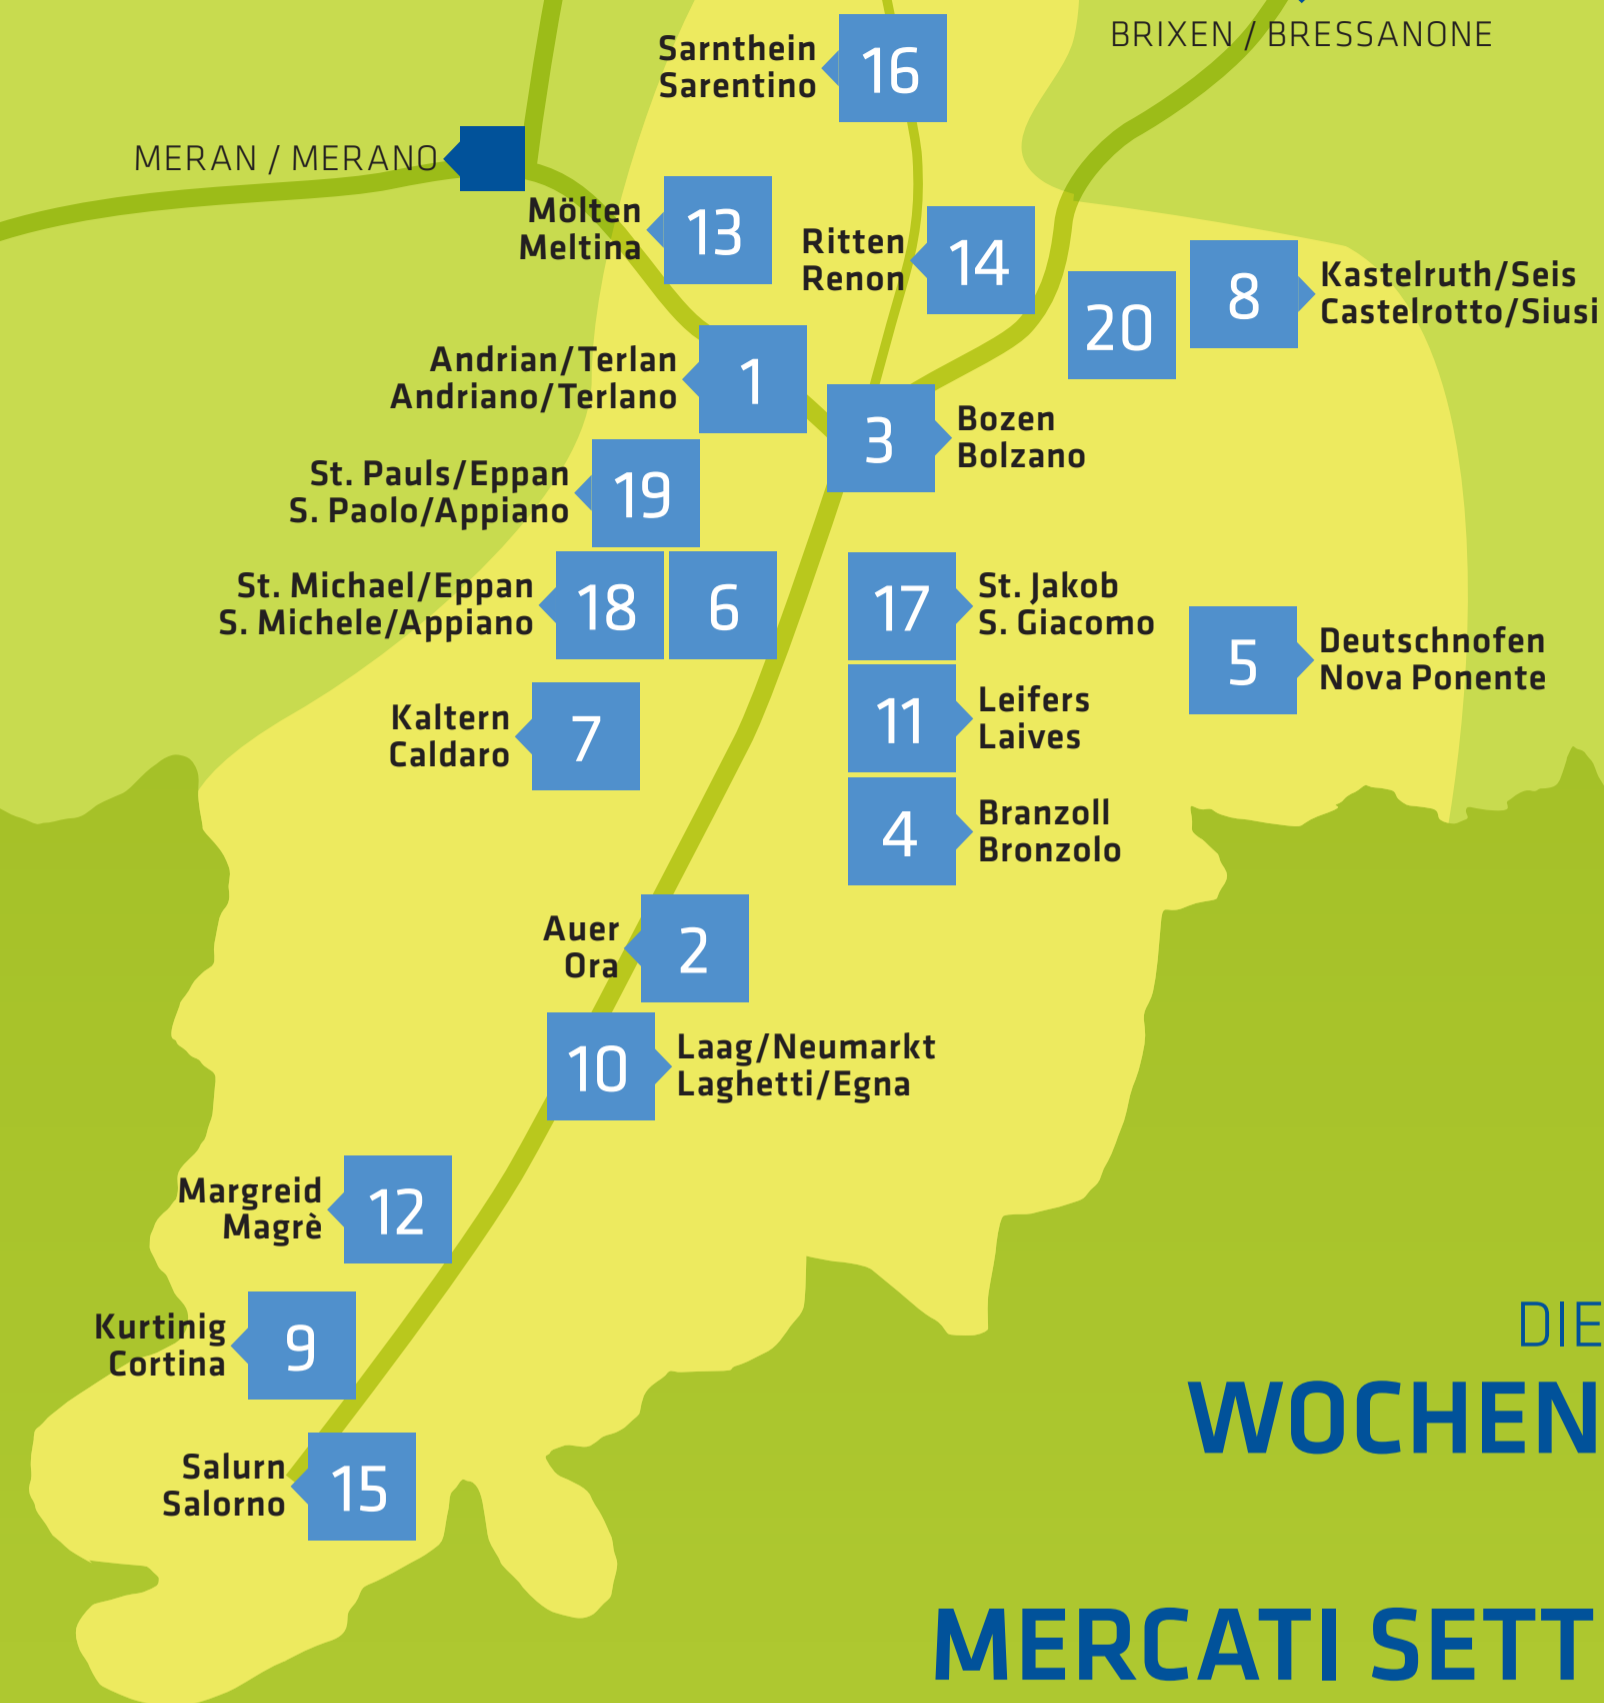 BRIXEN / BRESSANONE
Sarnthein
Sarentino
16
MERAN / MERANO
Mölten
Meltina
13
Ritten
Renon
14
20
8
Kastelruth/Seis
Castelrotto/Siusi
Andrian/Terlan
Andriano/Terlano
1
3
Bozen
Bolzano
St. Pauls/Eppan
S. Paolo/Appiano
19
St. Michael/Eppan
S. Michele/Appiano
18
6
17
St. Jakob
S. Giacomo
5
Deutschnofen
Nova Ponente
Kaltern
Caldaro
7
11
Leifers
Laives
4
Branzoll
Bronzolo
Auer
Ora
2
10
Laag/Neumarkt
Laghetti/Egna
Margreid
Magrè
12
Kurtinig
Cortina
9
Salurn
Salorno
15
DIE
WOCHEN
MERCATI SETT